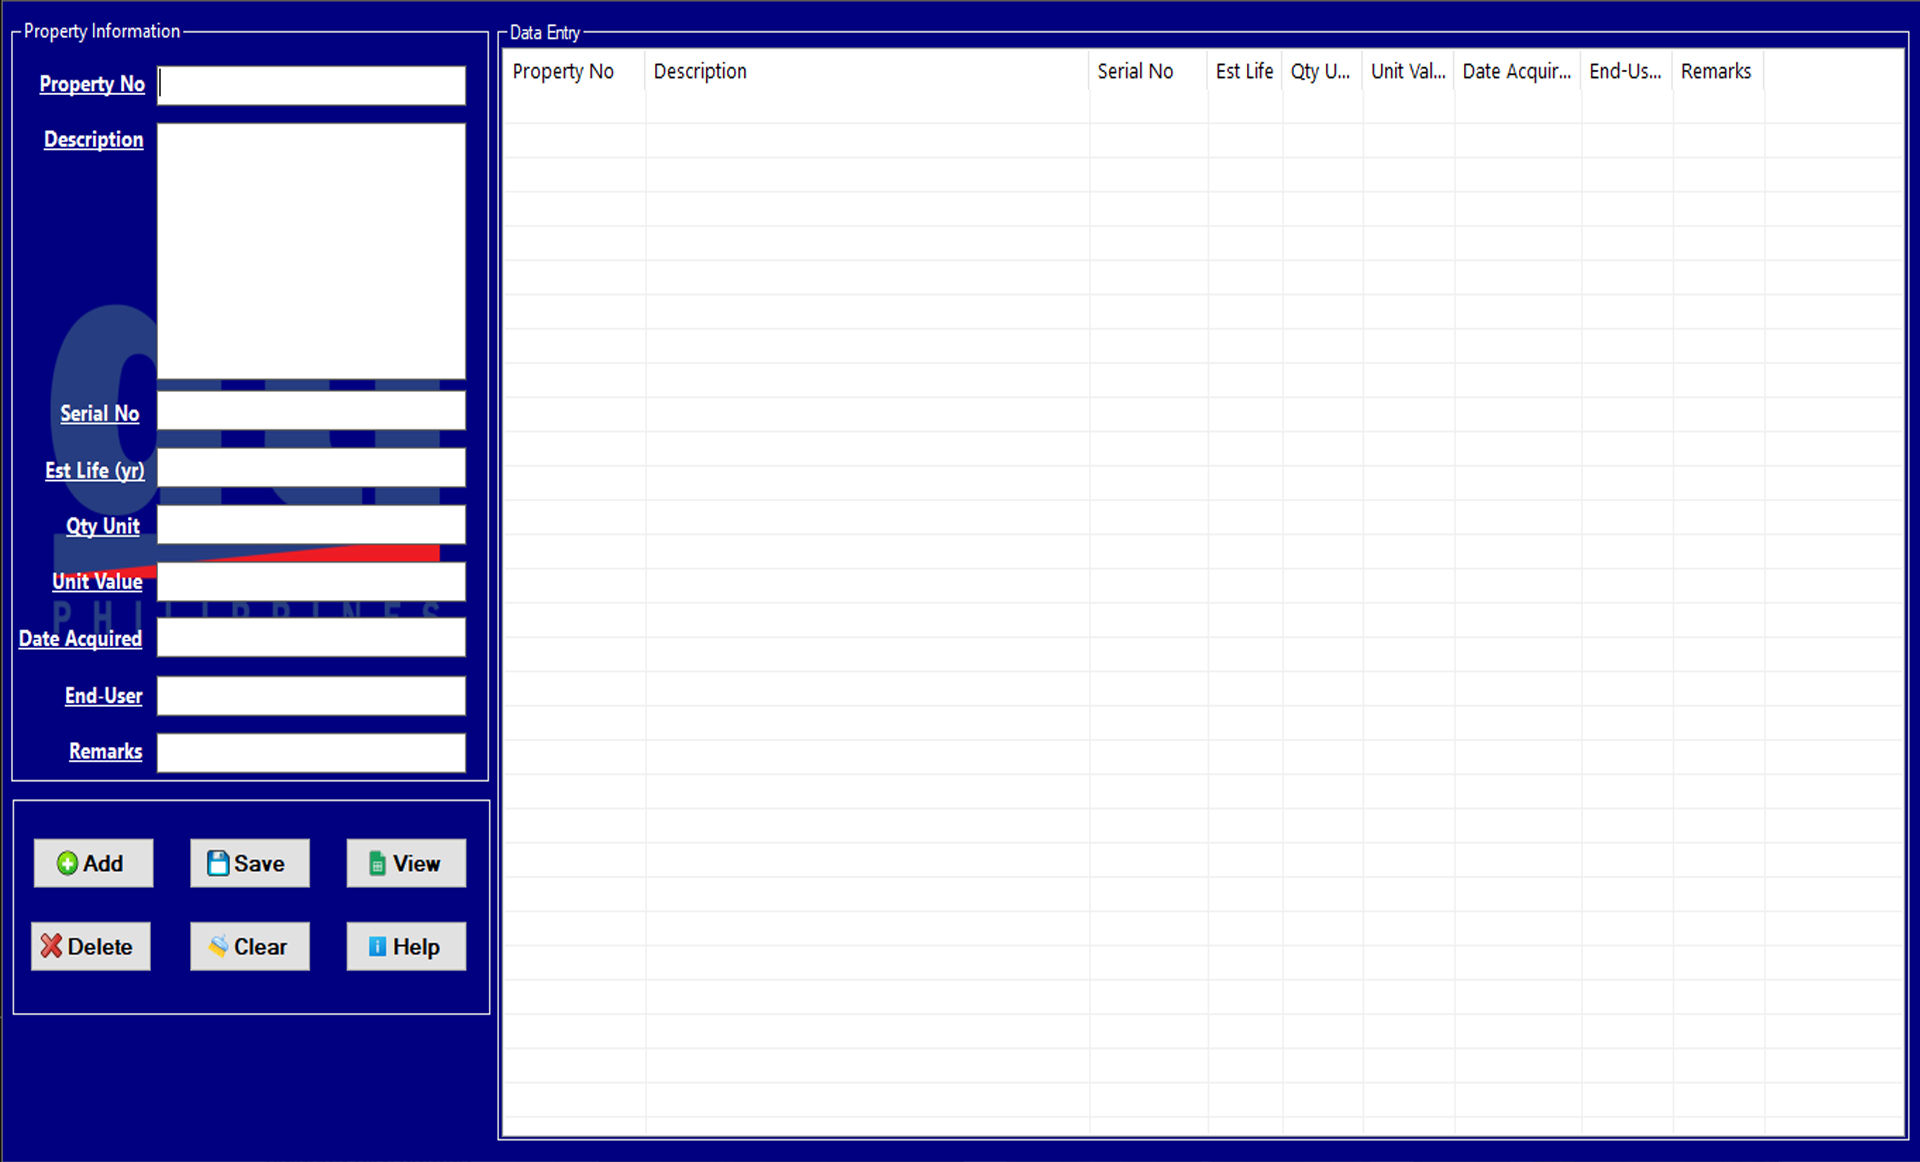 Property Information
Property No
Description
Serial No
Est Life (yr)
Qty Unit
Unit Value
PHILIPPINES
Date Acquired
End-User
Remarks
Add Save View
Delete Clear Help
Data Entry
Property No Description Serial No Est Life Qty U... Unit Val... Date Acquir... End-Us... Remarks